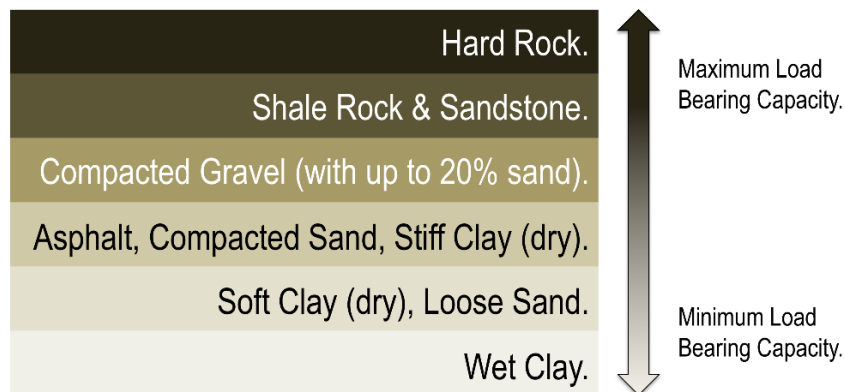 Hard Rock.
Shale Rock & Sandstone.
Compacted Gravel (with up to 20% sand).
Asphalt, Compacted Sand, Stiff Clay (dry).
Soft Clay (dry), Loose Sand.
Wet Clay.
Maximum Load
Bearing Capacity.
Minimum Load
Bearing Capacity.